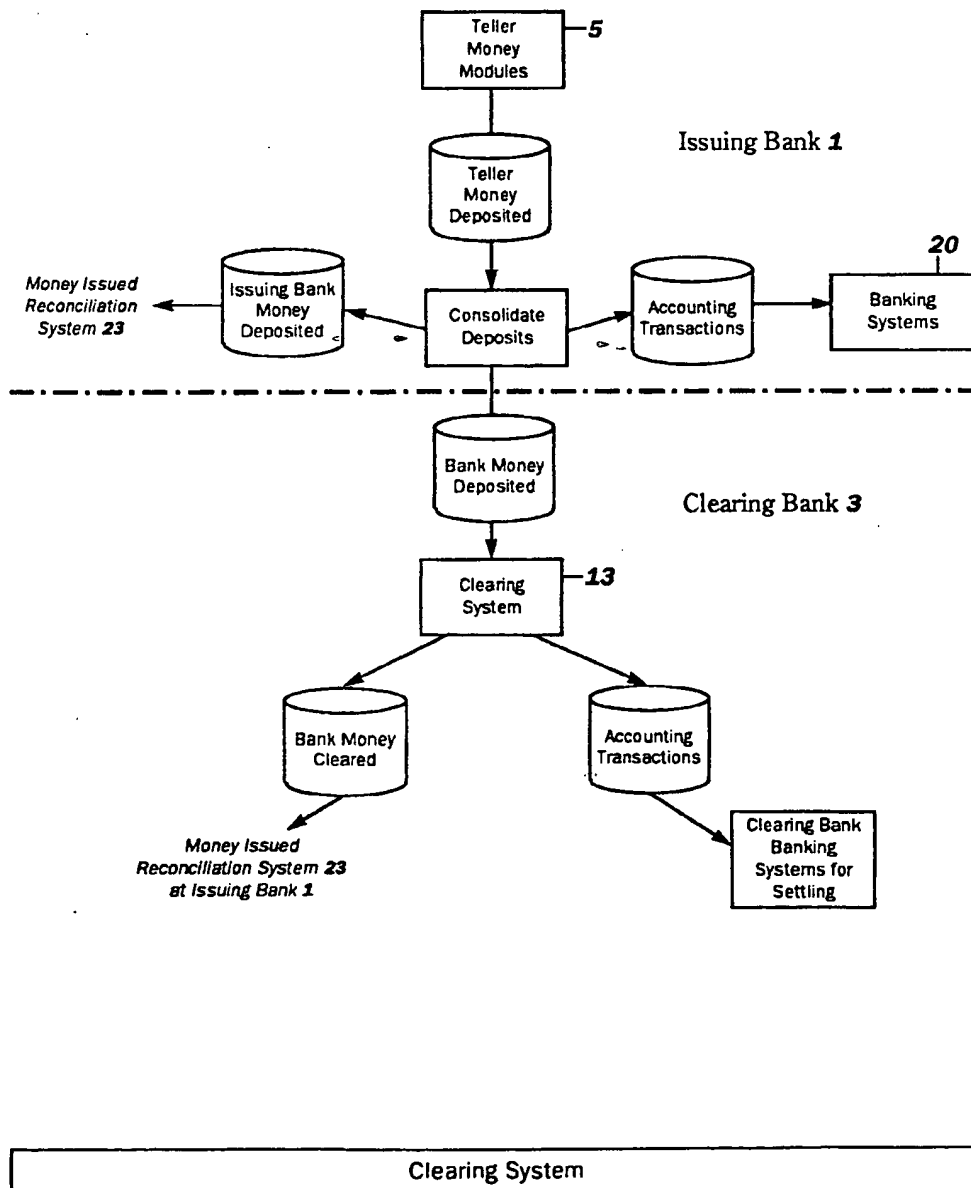 Teller
Money
Modules
5
Issuing Bank 1
Teller
Money
Deposited
20
Money Issued
Reconciliation
System 23
Issuing Bank
Money
Deposited
Consolidate
Deposits
Accounting
Transactions
Banking
Systems
Bank Money
Deposited
Clearing Bank 3
Clearing
System
13
Bank Money
Cleared
Accounting
Transactions
Money Issued
Reconciliation System 23
at Issuing Bank 1
Clearing Bank
Banking
Systems for
Settling
Clearing System